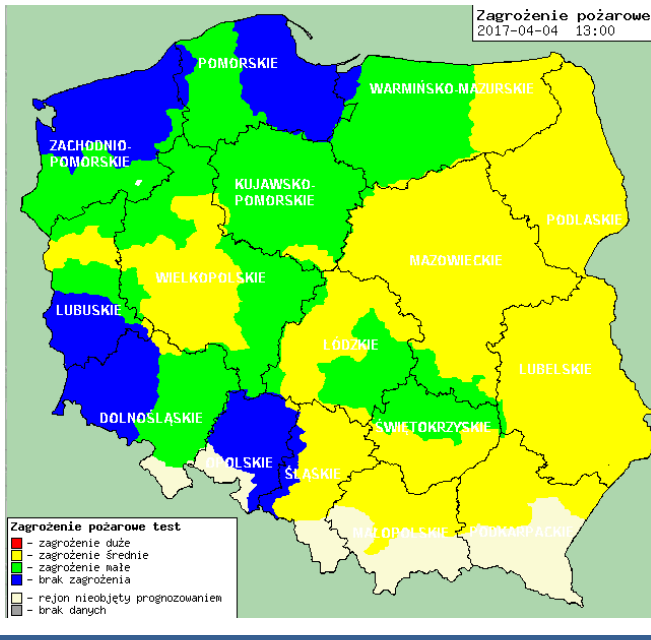 Zagrożenie pożarowe
2017-04-04 13:00
POMORSKIE
WARMIŃSKO-MAZURSKIE
ZACHODNIO-
POMORSKIE
KUJAWSKO-
POMORSKIE
PODLASKIE
MAZOWIECKIE
WIELKOPOLSKIE
LUBUSKIE
ŁÓDZKIE
LUBELSKIE
DOLNOŚLĄSKIE
ŚWIĘTOKRZYSKIE
OPOLSKIE
ŚLĄSKIE
MAŁOPOLSKIE
PODKARPACKIE
Zagrożenie pożarowe test
- zagrożenie duże
- zagrożenie średnie
- zagrożenie małe
- brak zagrożenia
- rejon nieobjęty prognozowaniem
- brak danych